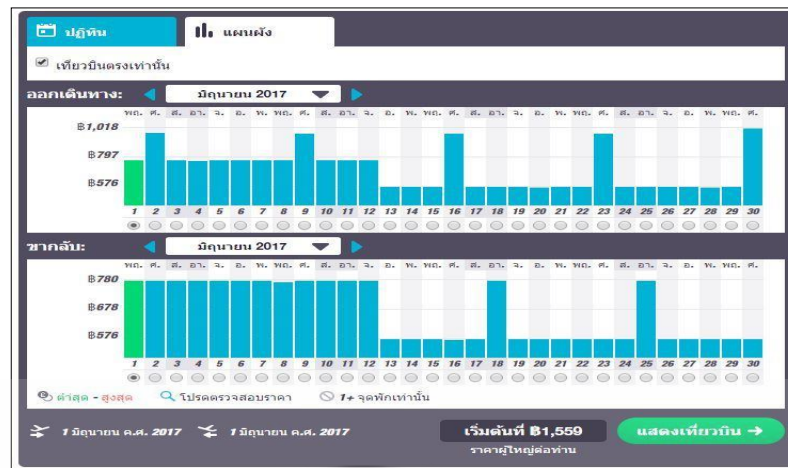 ปฏิทิน แผนผัง
เที่ยวบินตรงเท่านั้น
ออกเดินทาง: มิถุนายน 2017
พฤ. ศ. ส. อา. จ. อ. พ. พฤ. ศ. ส. อา. จ. อ. พ. พฤ. ศ. ส. อา. จ. อ. พ. พฤ. ศ. ส. อา. จ. อ. พ. พฤ. ศ.
฿1,018
฿797
฿576
1 2 3 4 5 6 7 8 9 10 11 12 13 14 15 16 17 18 19 20 21 22 23 24 25 26 27 28 29 30
ขากลับ: มิถุนายน 2017
พฤ. ศ. ส. อา. จ. อ. พ. พฤ. ศ. ส. อา. จ. อ. พ. พฤ. ศ. ส. อา. จ. อ. พ. พฤ. ศ. ส. อา. จ. อ. พ. พฤ. ศ.
฿780
฿678
฿576
1 2 3 4 5 6 7 8 9 10 11 12 13 14 15 16 17 18 19 20 21 22 23 24 25 26 27 28 29 30
ต่ำสุด - สูงสุด โปรดตรวจสอบราคา 1+ จุดพักเท่านั้น
1 มิถุนายน ค.ศ. 2017 1 มิถุนายน ค.ศ. 2017 เริ่มต้นที่ ฿1,559 แสดงเที่ยวบิน →
ราคาผู้ใหญ่ต่อท่าน